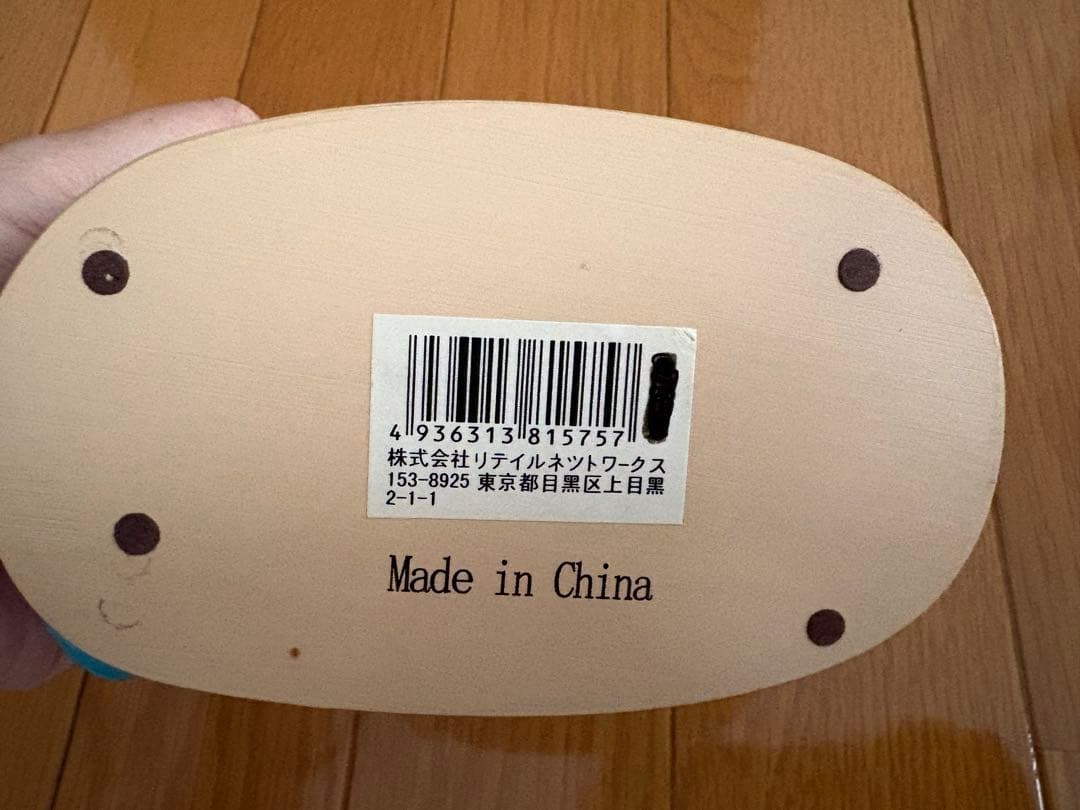 4 936313 815757
株式会社リテイルネツトワークス
153-8925 東京都目黒区上目黒
2-1-1
Made in China